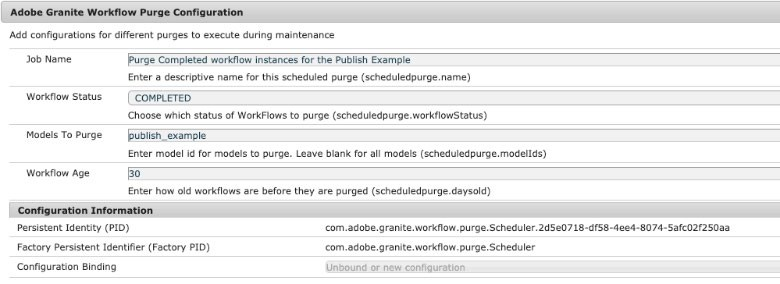 Adobe Granite Workflow Purge Configuration
Add configurations for different purges to execute during maintenance
Job Name
Purge Completed workflow instances for the Publish Example
Enter a descriptive name for this scheduled purge (scheduledpurge.name)
Workflow Status
COMPLETED
Choose which status of WorkFlows to purge (scheduledpurge.workflowStatus)
Models To Purge
publish_example
Enter model id for models to purge. Leave blank for all models (scheduledpurge.modelIds)
Workflow Age
30
Enter how old workflows are before they are purged (scheduledpurge.daysold)
Configuration Information
Persistent Identity (PID)
com.adobe.granite.workflow.purge.Scheduler.2d5e0718-df58-4ee4-8074-5afc02f250aa
Factory Persistent Identifier (Factory PID)
com.adobe.granite.workflow.purge.Scheduler
Configuration Binding
Unbound or new configuration